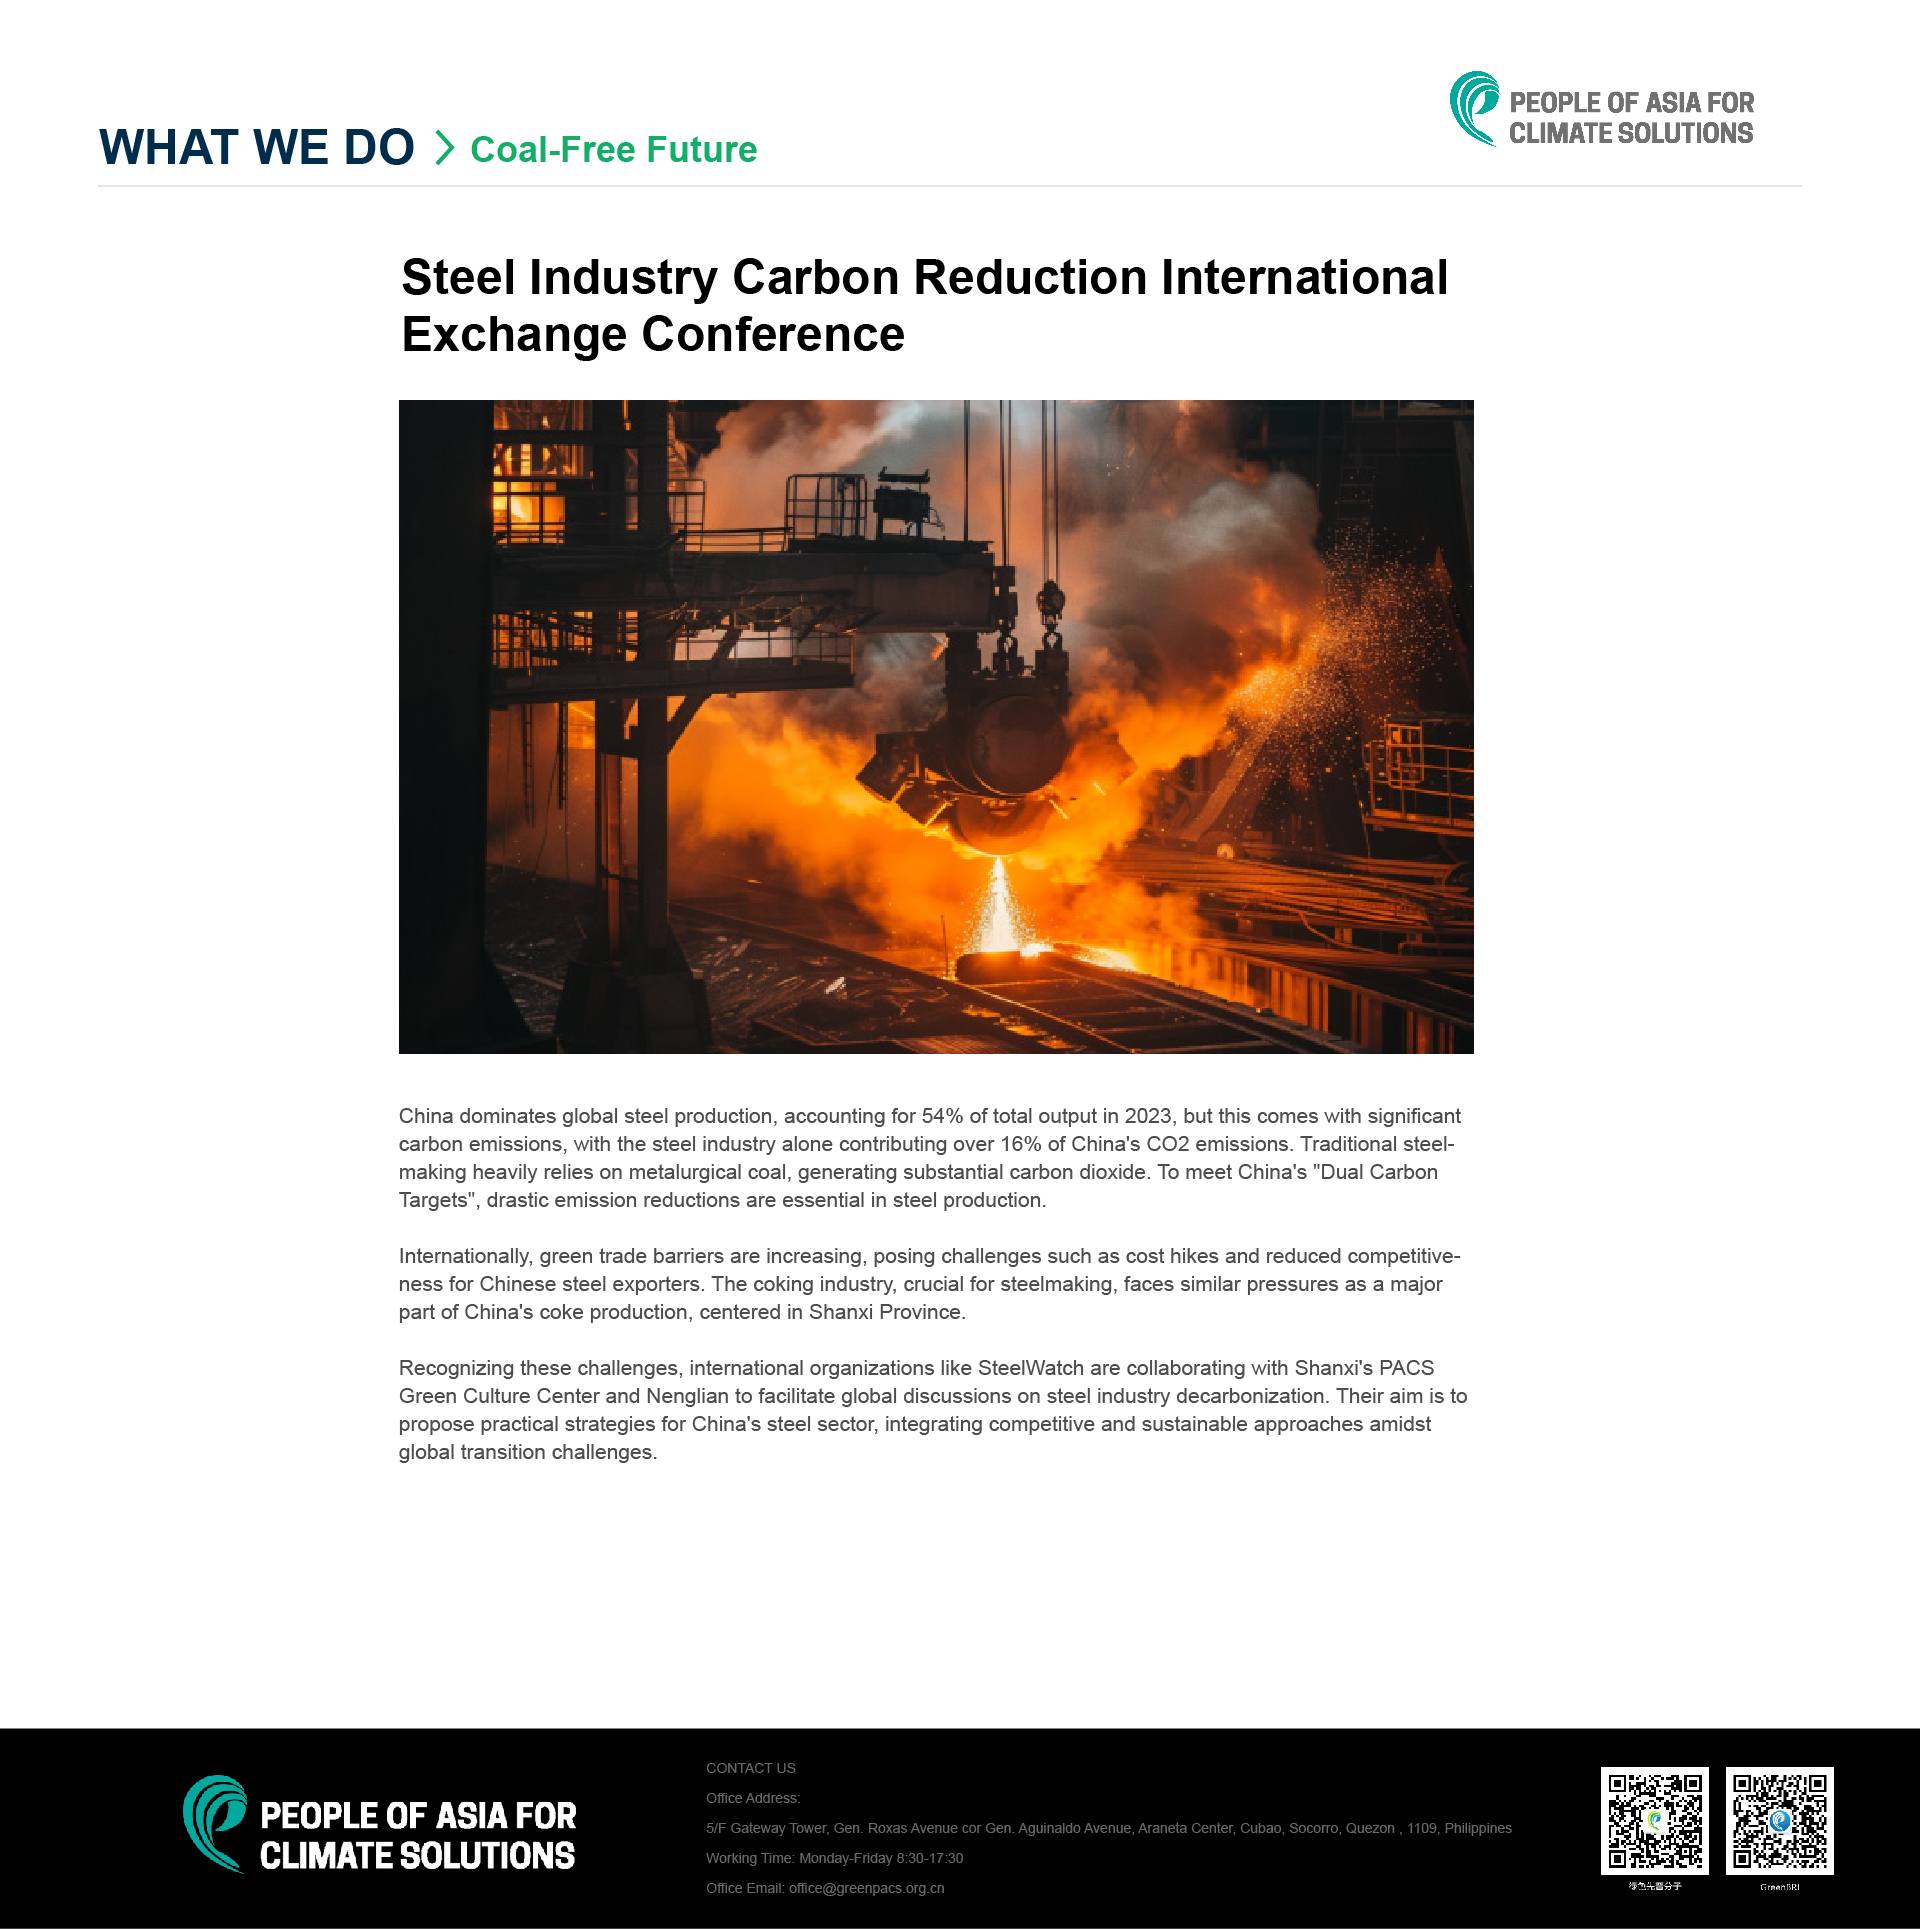 PEOPLE OF ASIA FOR
CLIMATE SOLUTIONS
WHAT WE DO > Coal-Free Future
Steel Industry Carbon Reduction International
Exchange Conference
China dominates global steel production, accounting for 54% of total output in 2023, but this comes with significant
carbon emissions, with the steel industry alone contributing over 16% of China's CO2 emissions. Traditional steel-
making heavily relies on metalurgical coal, generating substantial carbon dioxide. To meet China's "Dual Carbon
Targets", drastic emission reductions are essential in steel production.
Internationally, green trade barriers are increasing, posing challenges such as cost hikes and reduced competitive-
ness for Chinese steel exporters. The coking industry, crucial for steelmaking, faces similar pressures as a major
part of China's coke production, centered in Shanxi Province.
Recognizing these challenges, international organizations like SteelWatch are collaborating with Shanxi's PACS
Green Culture Center and Nenglian to facilitate global discussions on steel industry decarbonization. Their aim is to
propose practical strategies for China's steel sector, integrating competitive and sustainable approaches amidst
global transition challenges.
PEOPLE OF ASIA FOR
CLIMATE SOLUTIONS
CONTACT US
Office Address:
5/F Gateway Tower, Gen. Roxas Avenue cor Gen. Aguinaldo Avenue, Araneta Center, Cubao, Socorro, Quezon , 1109, Philippines
Working Time: Monday-Friday 8:30-17:30
Office Email: office@greenpacs.org.cn
GreenBRI